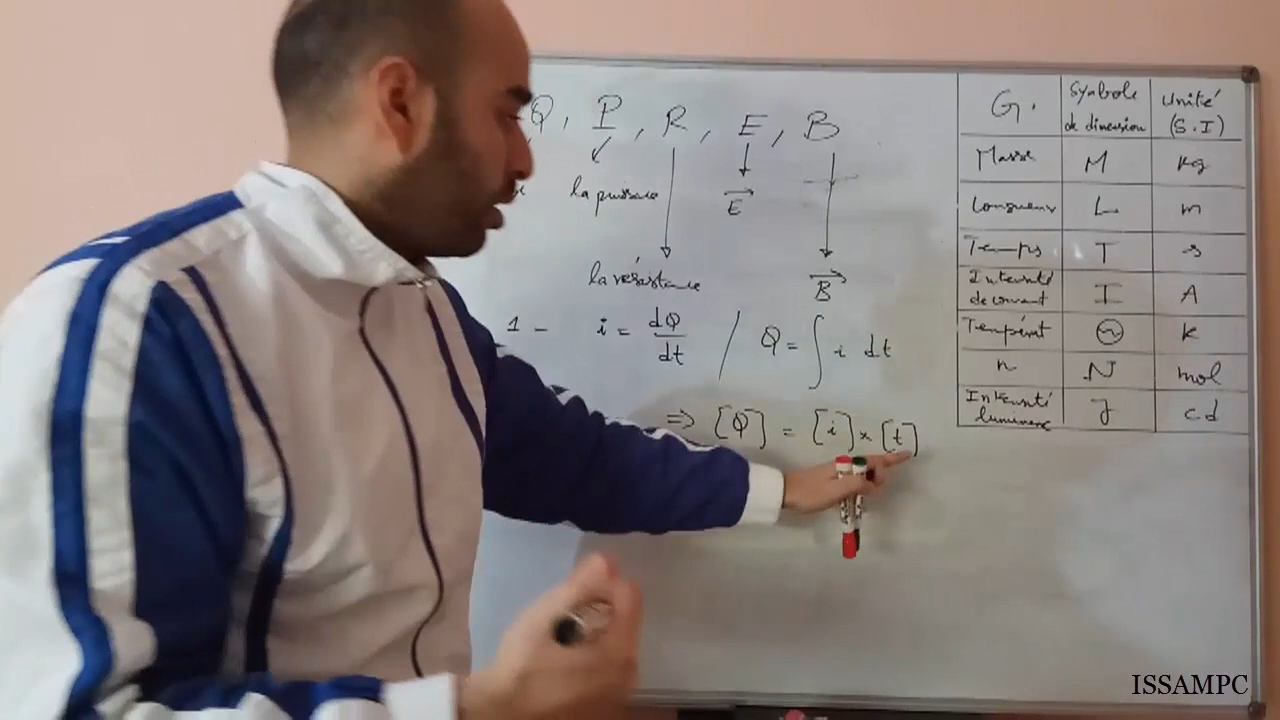 Q, P, R, E, B
la puissance
E
la résistance
B
1 - i = dQ/dt / Q = ∫ i dt
⇒ [Q] = [i] × [t]
G. Symbole de dimension Unité (S.I)
Masse M kg
Longueur L m
Temps T s
Intensité de courant I A
Températ Θ K
n N mol
Intensité lumineuse J cd
ISSAMPC